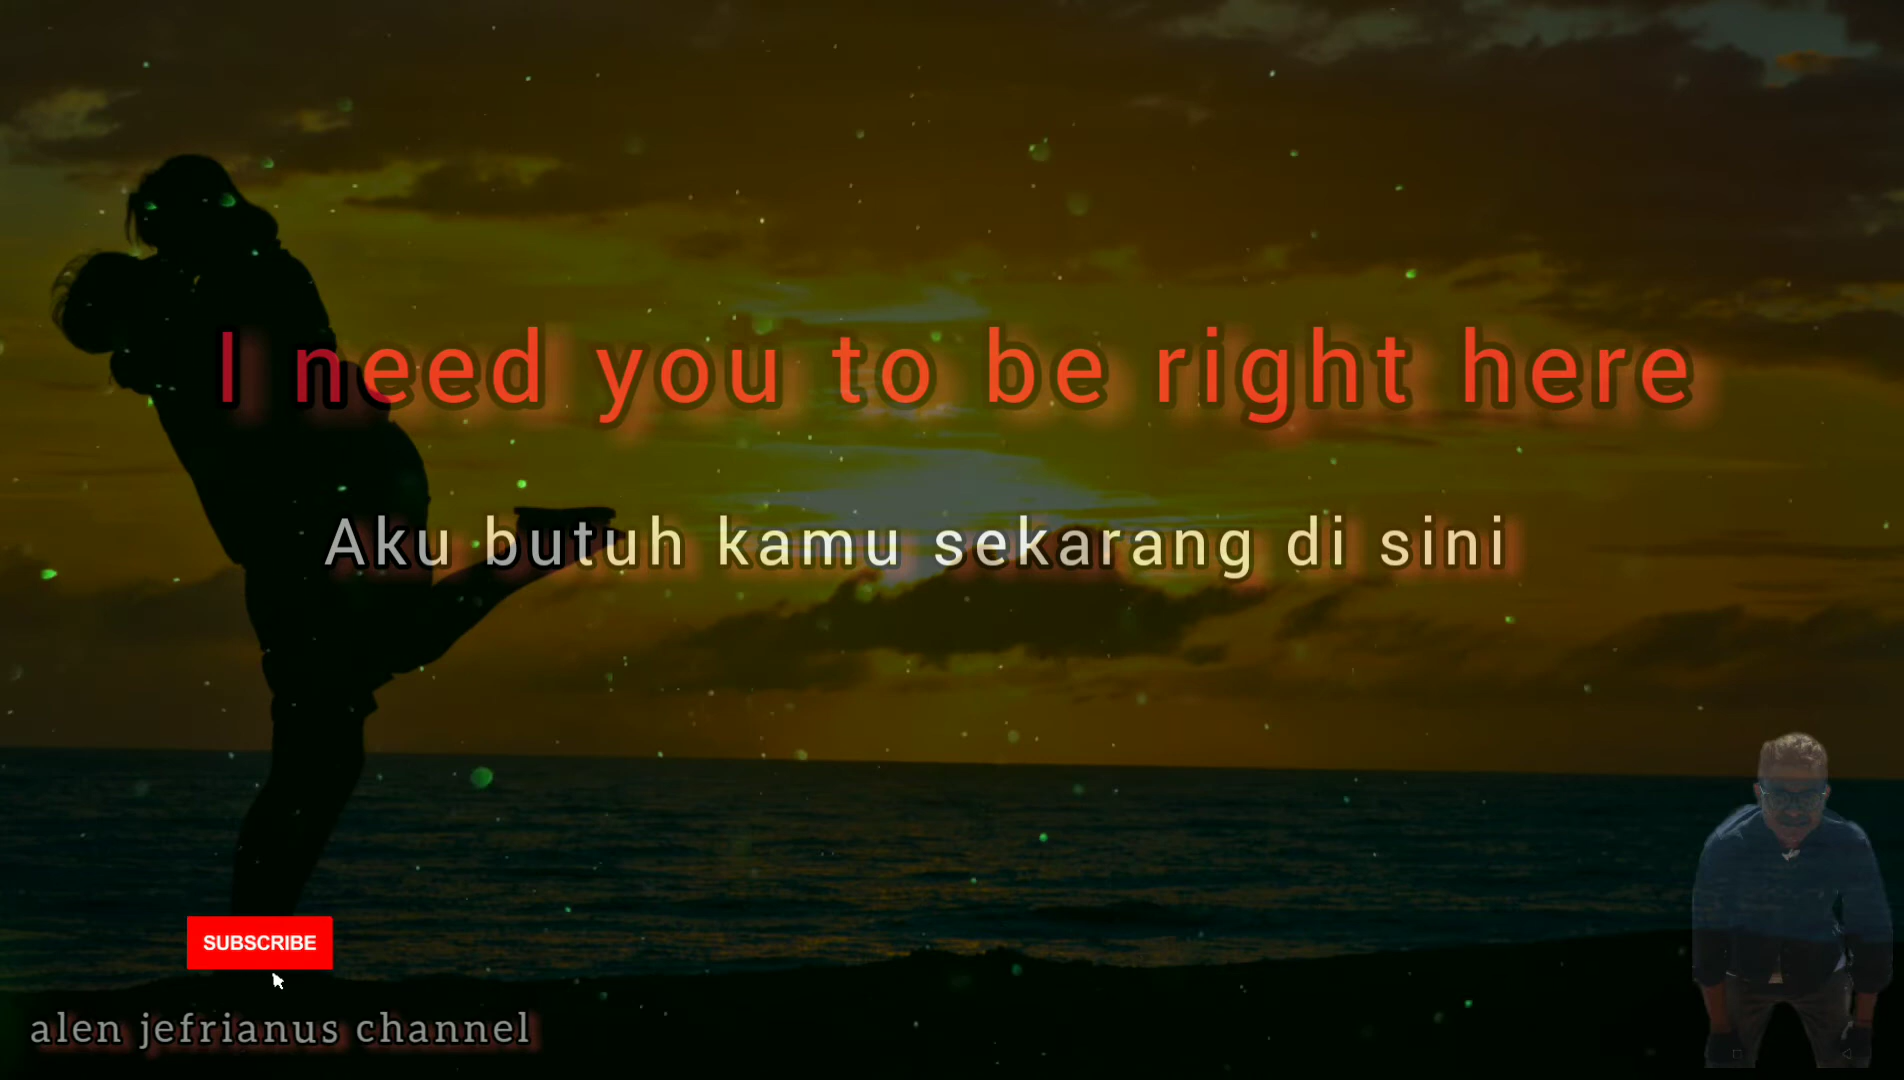 I need you to be right here
Aku butuh kamu sekarang di sini
SUBSCRIBE
alen jefrianus channel